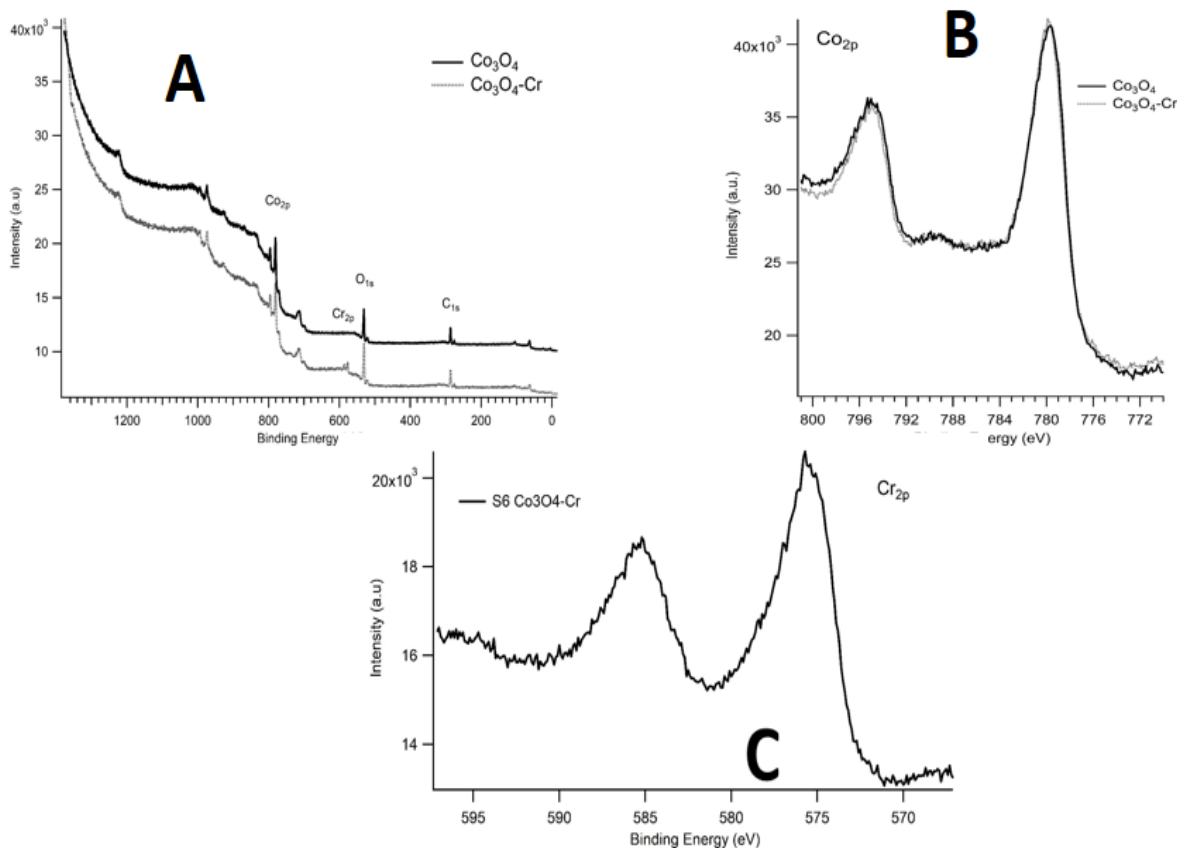 A
40x10³
35
30
25
20
15
10
Intensity (a.u)
Co₃O₄
Co₃O₄-Cr
Co₂ₚ
Cr₂ₚ
O₁ₛ
C₁ₛ
1200 1000 800 600 400 200 0
Binding Energy
B
Co₂ₚ
40x10³
35
30
25
20
Intensity (a.u.)
Co₃O₄
Co₃O₄-Cr
800 796 792 788 784 780 776 772
ergy (eV)
20x10³
18
16
14
Intensity (a.u)
S6 Co3O4-Cr
Cr₂ₚ
C
595 590 585 580 575 570
Binding Energy (eV)